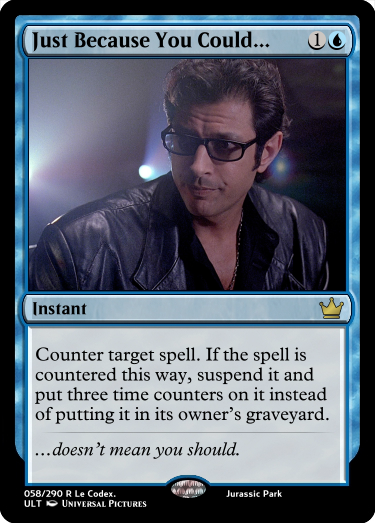 Just Because You Could... 1
Instant
Counter target spell. If the spell is
countered this way, suspend it and
put three time counters on it instead
of putting it in its owner's graveyard.
...doesn't mean you should.
058/290 R Le Codex. Jurassic Park
ULT Universal Pictures